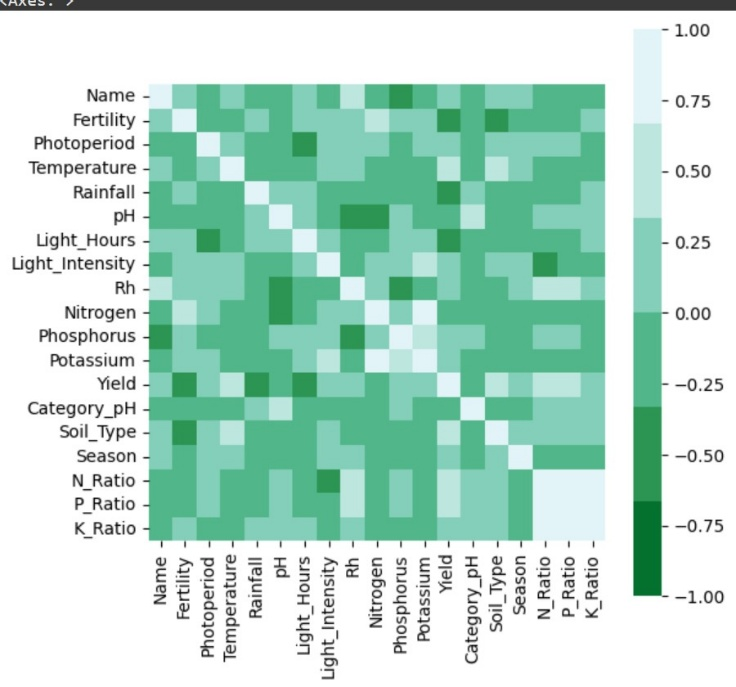 <Axes: >
Name
Fertility
Photoperiod
Temperature
Rainfall
pH
Light_Hours
Light_Intensity
Rh
Nitrogen
Phosphorus
Potassium
Yield
Category_pH
Soil_Type
Season
N_Ratio
P_Ratio
K_Ratio
Name
Fertility
Photoperiod
Temperature
Rainfall
pH
Light_Hours
Light_Intensity
Rh
Nitrogen
Phosphorus
Potassium
Yield
Category_pH
Soil_Type
Season
N_Ratio
P_Ratio
K_Ratio
1.00
0.75
0.50
0.25
0.00
−0.25
−0.50
−0.75
−1.00